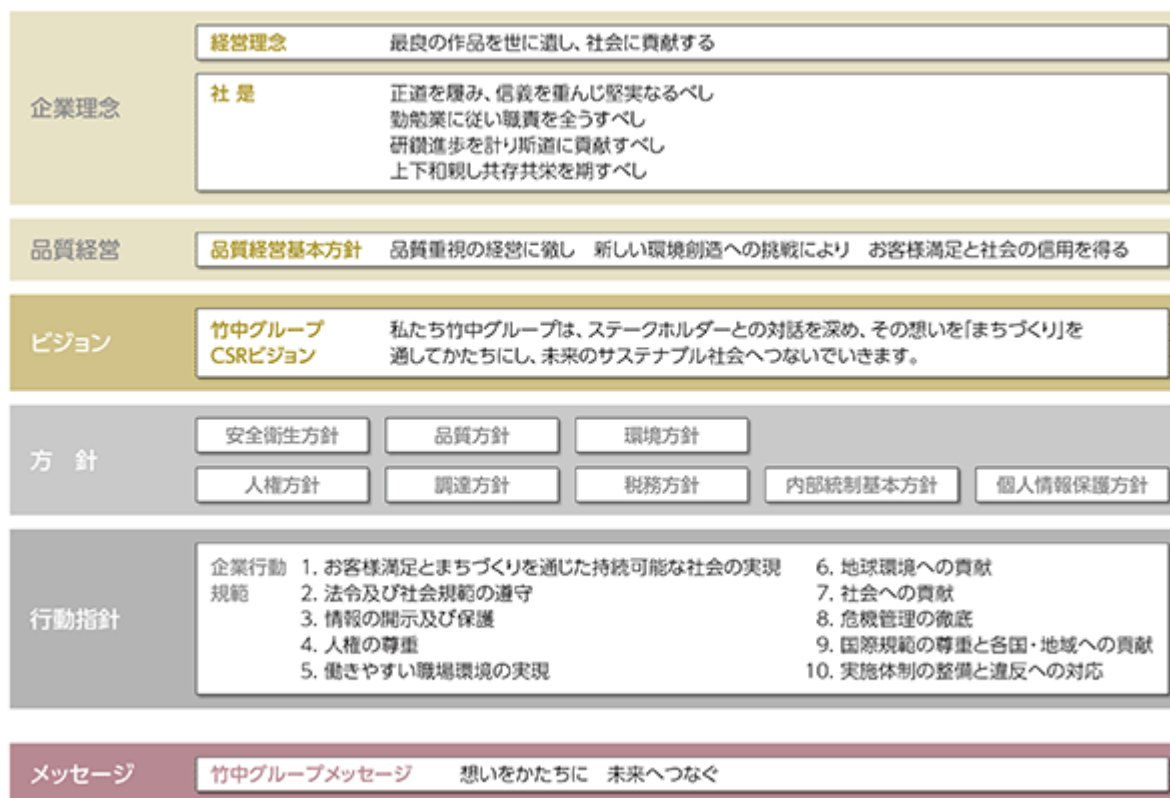 企業理念
経営理念 最良の作品を世に遺し、社会に貢献する
社 是 正道を履み、信義を重んじ堅実なるべし
勤勉業に従い職責を全うすべし
研鑽進歩を計り斯道に貢献すべし
上下和親し共存共栄を期すべし
品質経営
品質経営基本方針 品質重視の経営に徹し 新しい環境創造への挑戦により お客様満足と社会の信用を得る
ビジョン
竹中グループ
CSRビジョン
私たち竹中グループは、ステークホルダーとの対話を深め、その想いを「まちづくり」を
通してかたちにし、未来のサステナブル社会へつないでいきます。
方 針
安全衛生方針 品質方針 環境方針
人権方針 調達方針 税務方針 内部統制基本方針 個人情報保護方針
行動指針
企業行動
規範
1. お客様満足とまちづくりを通じた持続可能な社会の実現
2. 法令及び社会規範の遵守
3. 情報の開示及び保護
4. 人権の尊重
5. 働きやすい職場環境の実現
6. 地球環境への貢献
7. 社会への貢献
8. 危機管理の徹底
9. 国際規範の尊重と各国・地域への貢献
10. 実施体制の整備と違反への対応
メッセージ
竹中グループメッセージ 想いをかたちに 未来へつなぐ